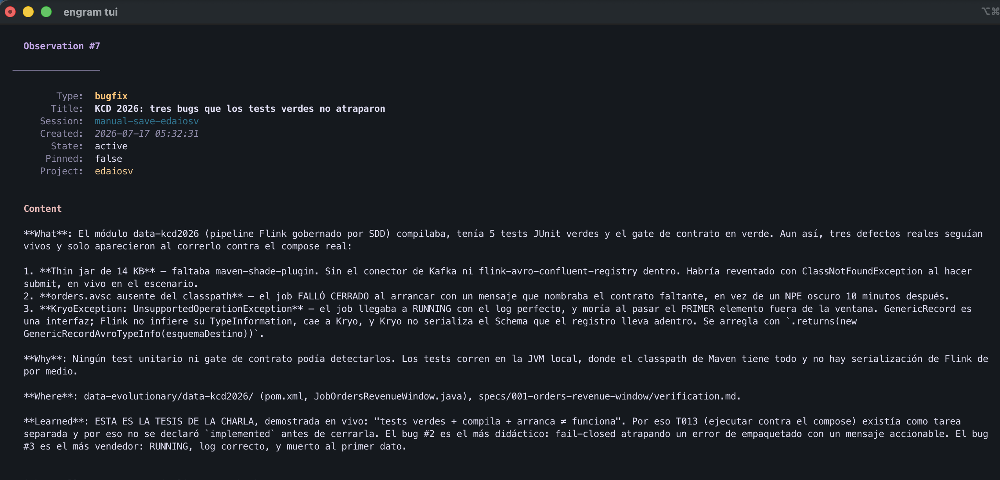 engram tui
⌥⌘
Observation #7
Type: bugfix
Title: KCD 2026: tres bugs que los tests verdes no atraparon
Session: manual-save-edaiosv
Created: 2026-07-17 05:32:31
State: active
Pinned: false
Project: edaiosv
Content
**What**: El módulo data-kcd2026 (pipeline Flink gobernado por SDD) compilaba, tenía 5 tests JUnit verdes y el gate de contrato en verde. Aun así, tres defectos reales seguían
vivos y solo aparecieron al correrlo contra el compose real:
1. **Thin jar de 14 KB** — faltaba maven-shade-plugin. Sin el conector de Kafka ni flink-avro-confluent-registry dentro. Habría reventado con ClassNotFoundException al hacer
submit, en vivo en el escenario.
2. **orders.avsc ausente del classpath** — el job FALLÓ CERRADO al arrancar con un mensaje que nombraba el contrato faltante, en vez de un NPE oscuro 10 minutos después.
3. **KryoException: UnsupportedOperationException** — el job llegaba a RUNNING con el log perfecto, y moría al pasar el PRIMER elemento fuera de la ventana. GenericRecord es
una interfaz; Flink no infiere su TypeInformation, cae a Kryo, y Kryo no serializa el Schema que el registro lleva adentro. Se arregla con `.returns(new
GenericRecordAvroTypeInfo(esquemaDestino))`.
**Why**: Ningún test unitario ni gate de contrato podía detectarlos. Los tests corren en la JVM local, donde el classpath de Maven tiene todo y no hay serialización de Flink de
por medio.
**Where**: data-evolutionary/data-kcd2026/ (pom.xml, JobOrdersRevenueWindow.java), specs/001-orders-revenue-window/verification.md.
**Learned**: ESTA ES LA TESIS DE LA CHARLA, demostrada en vivo: "tests verdes + compila + arranca ≠ funciona". Por eso T013 (ejecutar contra el compose) existía como tarea
separada y por eso no se declaró `implemented` antes de cerrarla. El bug #2 es el más didáctico: fail-closed atrapando un error de empaquetado con un mensaje accionable. El bug
#3 es el más vendedor: RUNNING, log correcto, y muerto al primer dato.